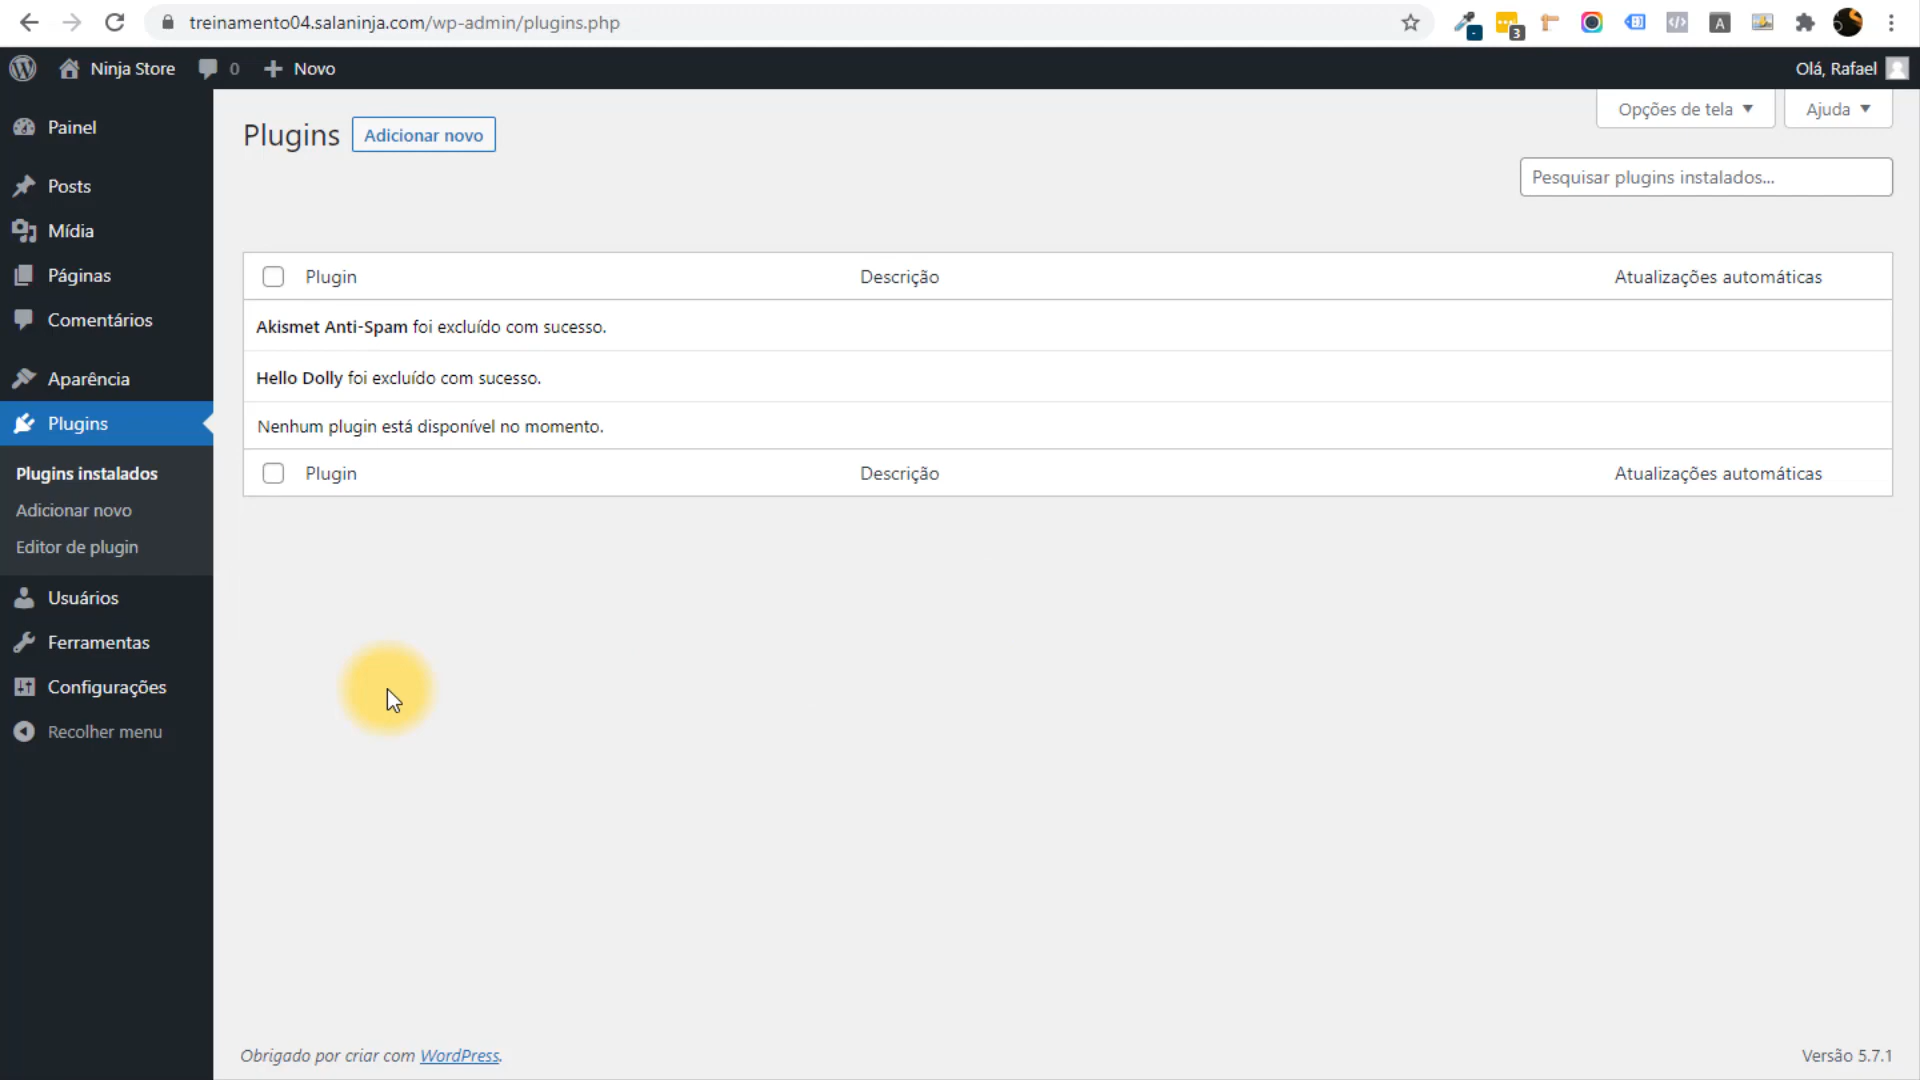 treinamento04.salaninja.com/wp-admin/plugins.php
3
Ninja Store
0
Novo
Olá, Rafael
Painel
Posts
Mídia
Páginas
Comentários
Aparência
Plugins
Plugins instalados
Adicionar novo
Editor de plugin
Usuários
Ferramentas
Configurações
Recolher menu
Opções de tela
Ajuda
Plugins
Adicionar novo
Pesquisar plugins instalados...
Plugin Descrição Atualizações automáticas
Akismet Anti-Spam foi excluído com sucesso.
Hello Dolly foi excluído com sucesso.
Nenhum plugin está disponível no momento.
Plugin Descrição Atualizações automáticas
Obrigado por criar com WordPress.
Versão 5.7.1